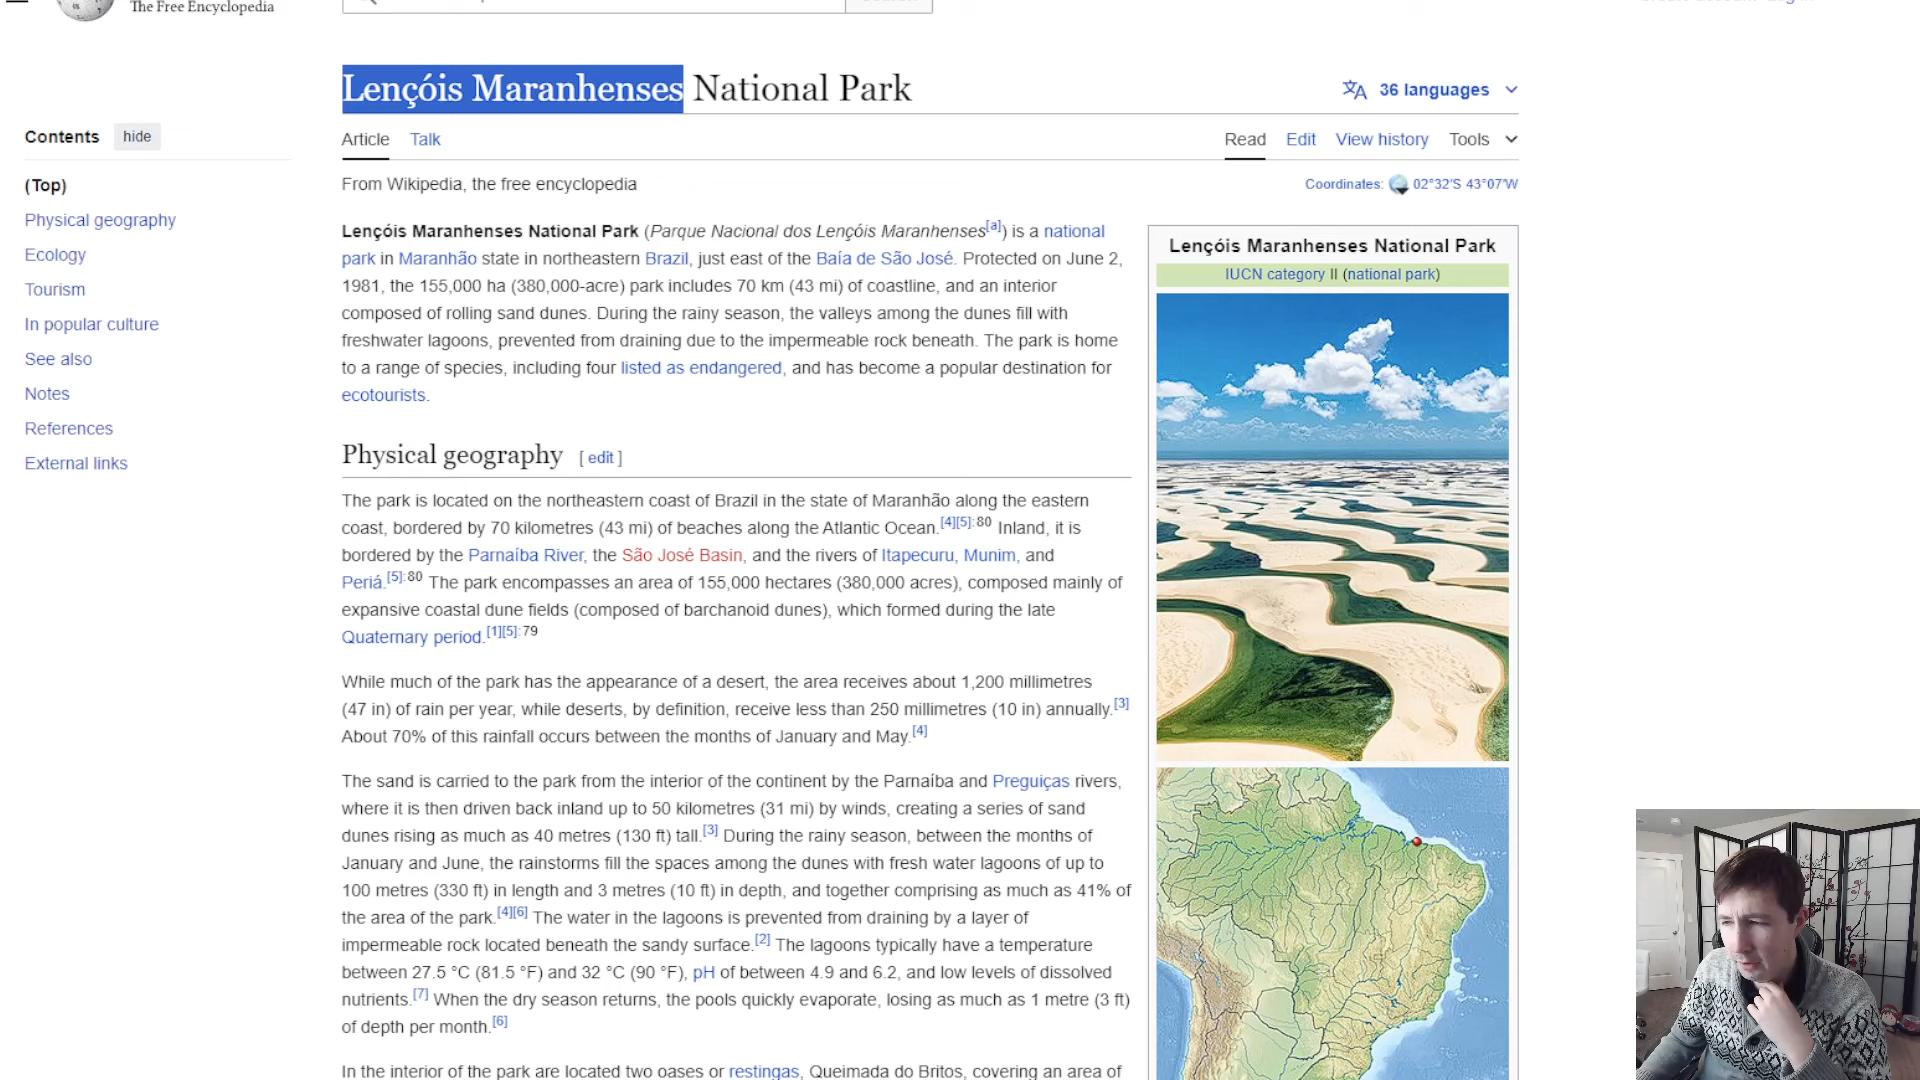 The Free Encyclopedia
Lençóis Maranhenses National Park
36 languages
Contents hide
Article Talk
Read Edit View history Tools
(Top)
From Wikipedia, the free encyclopedia
Coordinates: 02°32′S 43°07′W
Physical geography
Ecology
Tourism
In popular culture
See also
Notes
References
External links
Lençóis Maranhenses National Park (Parque Nacional dos Lençóis Maranhenses[a]) is a national
park in Maranhão state in northeastern Brazil, just east of the Baía de São José. Protected on June 2,
1981, the 155,000 ha (380,000-acre) park includes 70 km (43 mi) of coastline, and an interior
composed of rolling sand dunes. During the rainy season, the valleys among the dunes fill with
freshwater lagoons, prevented from draining due to the impermeable rock beneath. The park is home
to a range of species, including four listed as endangered, and has become a popular destination for
ecotourists.
Physical geography [ edit ]
The park is located on the northeastern coast of Brazil in the state of Maranhão along the eastern
coast, bordered by 70 kilometres (43 mi) of beaches along the Atlantic Ocean.[4][5]:80 Inland, it is
bordered by the Parnaíba River, the São José Basin, and the rivers of Itapecuru, Munim, and
Periá.[5]:80 The park encompasses an area of 155,000 hectares (380,000 acres), composed mainly of
expansive coastal dune fields (composed of barchanoid dunes), which formed during the late
Quaternary period.[1][5]:79
While much of the park has the appearance of a desert, the area receives about 1,200 millimetres
(47 in) of rain per year, while deserts, by definition, receive less than 250 millimetres (10 in) annually.[3]
About 70% of this rainfall occurs between the months of January and May.[4]
The sand is carried to the park from the interior of the continent by the Parnaíba and Preguiças rivers,
where it is then driven back inland up to 50 kilometres (31 mi) by winds, creating a series of sand
dunes rising as much as 40 metres (130 ft) tall.[3] During the rainy season, between the months of
January and June, the rainstorms fill the spaces among the dunes with fresh water lagoons of up to
100 metres (330 ft) in length and 3 metres (10 ft) in depth, and together comprising as much as 41% of
the area of the park.[4][6] The water in the lagoons is prevented from draining by a layer of
impermeable rock located beneath the sandy surface.[2] The lagoons typically have a temperature
between 27.5 °C (81.5 °F) and 32 °C (90 °F), pH of between 4.9 and 6.2, and low levels of dissolved
nutrients.[7] When the dry season returns, the pools quickly evaporate, losing as much as 1 metre (3 ft)
of depth per month.[6]
In the interior of the park are located two oases or restingas, Queimada do Britos, covering an area of
Lençóis Maranhenses National Park
IUCN category II (national park)